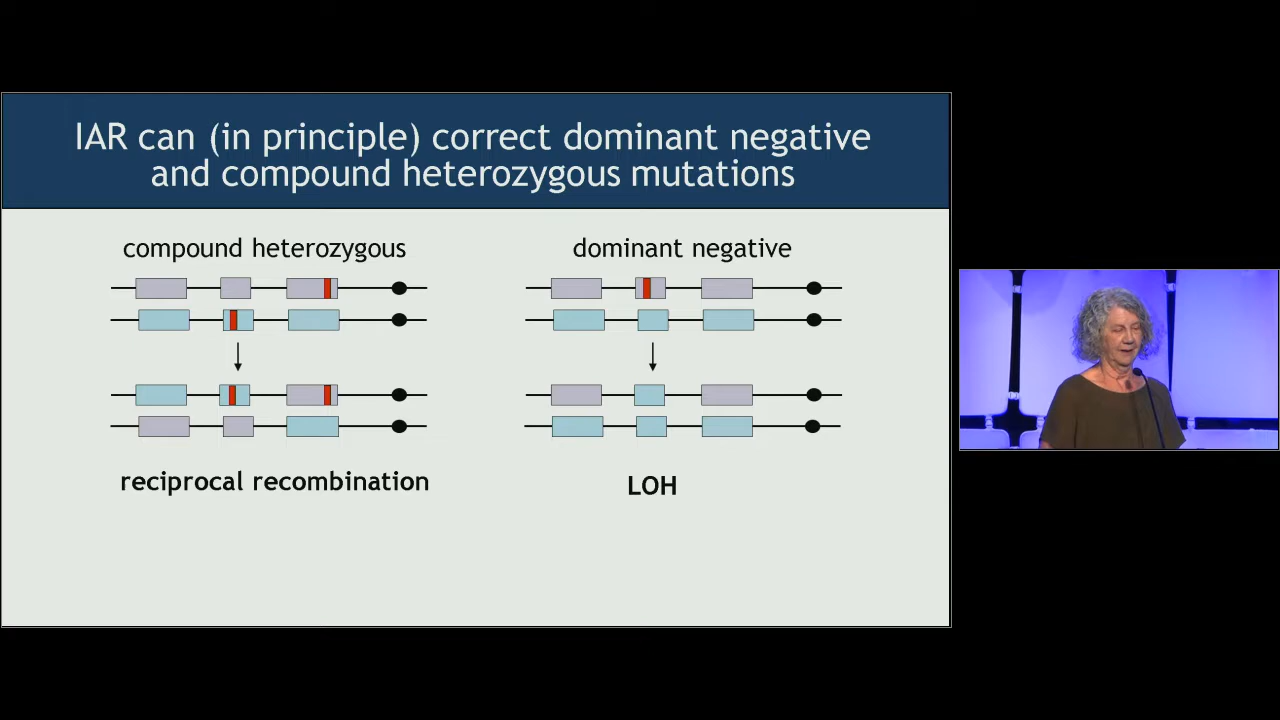 IAR can (in principle) correct dominant negative
and compound heterozygous mutations
compound heterozygous
dominant negative
reciprocal recombination
LOH